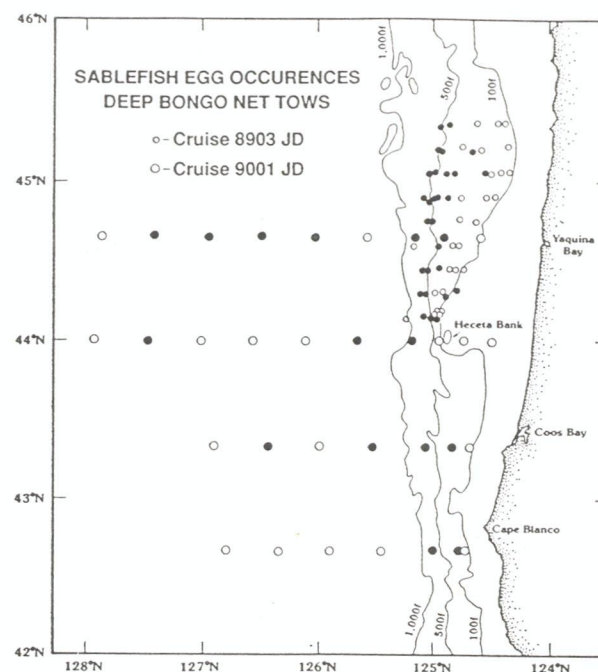 46°N
1,000f
500f
100f
SABLEFISH EGG OCCURENCES
DEEP BONGO NET TOWS
-Cruise 8903 JD
-Cruise 9001 JD
45°N
Yaquina
Bay
44°N
Heceta Bank
Coos Bay
43°N
Cape Blanco
1,000f
500f
100f
42°N
128°N
127°N
126°N
125°N
124°N